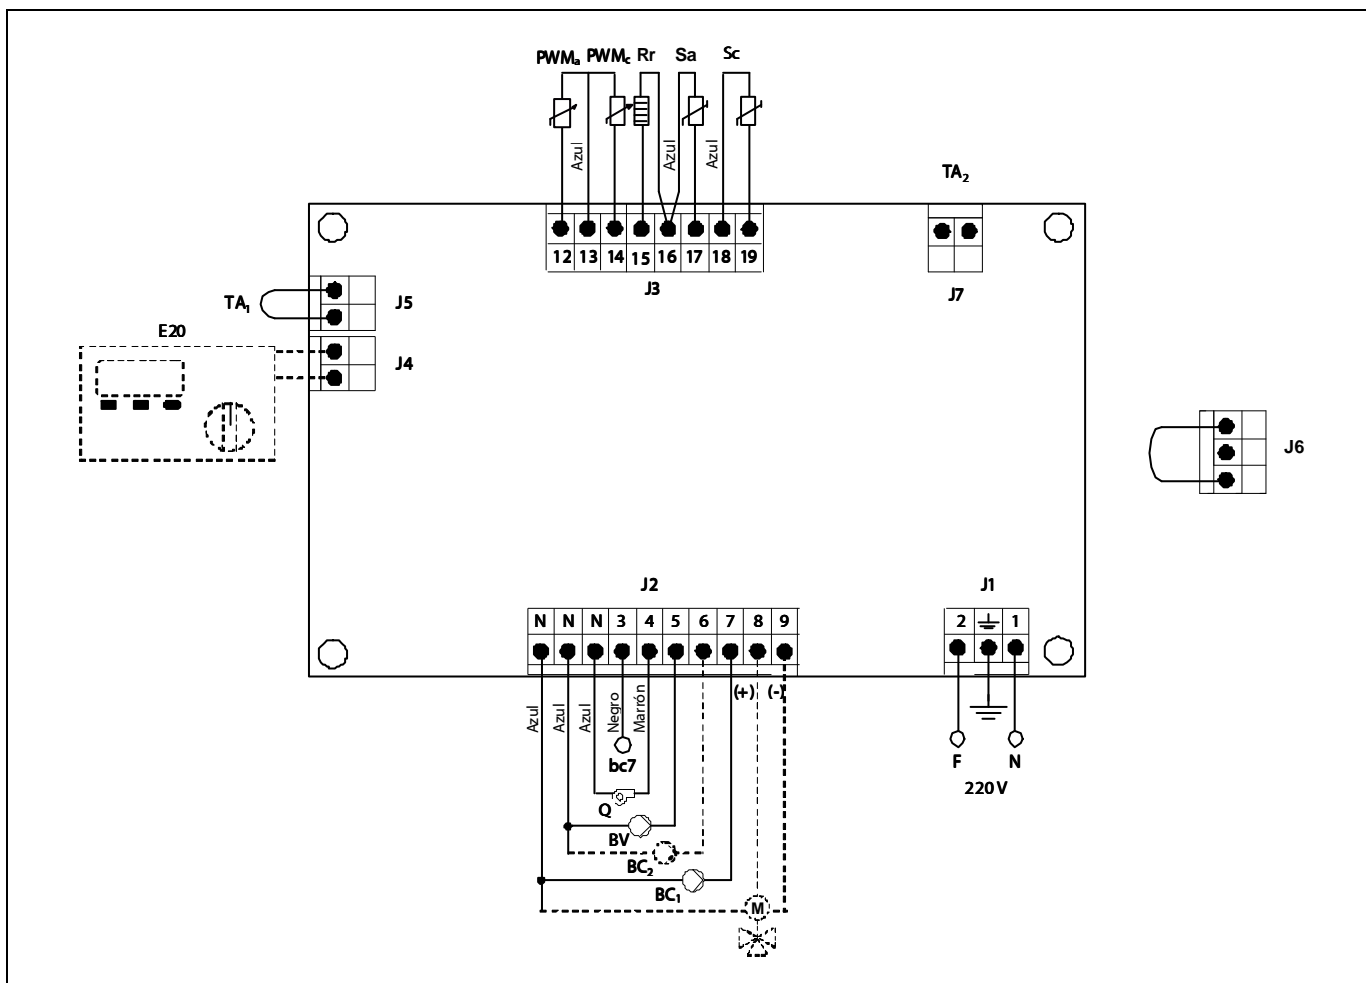 PWMa PWMc Rr Sa Sc
Azul Azul Azul
12 13 14 15 16 17 18 19
J3
TA2
J7
TA1
J5
E20
J4
J6
J2
N N N 3 4 5 6 7 8 9
J1
2 1
Azul Azul Azul Negro Marrón (+) (-)
bc7
Q
BV
BC2
BC1
M
F N
220 V